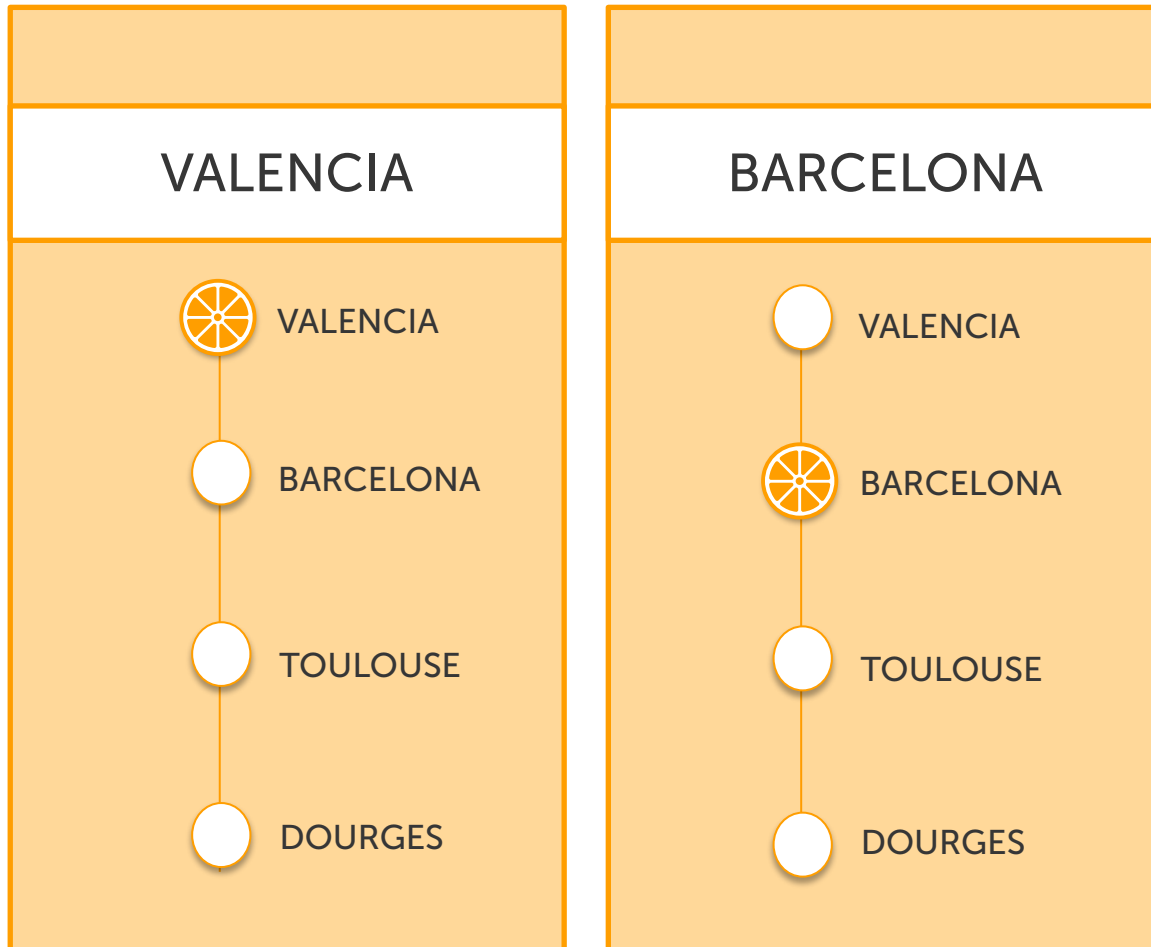 VALENCIA
VALENCIA
BARCELONA
TOULOUSE
DOURGES
BARCELONA
VALENCIA
BARCELONA
TOULOUSE
DOURGES